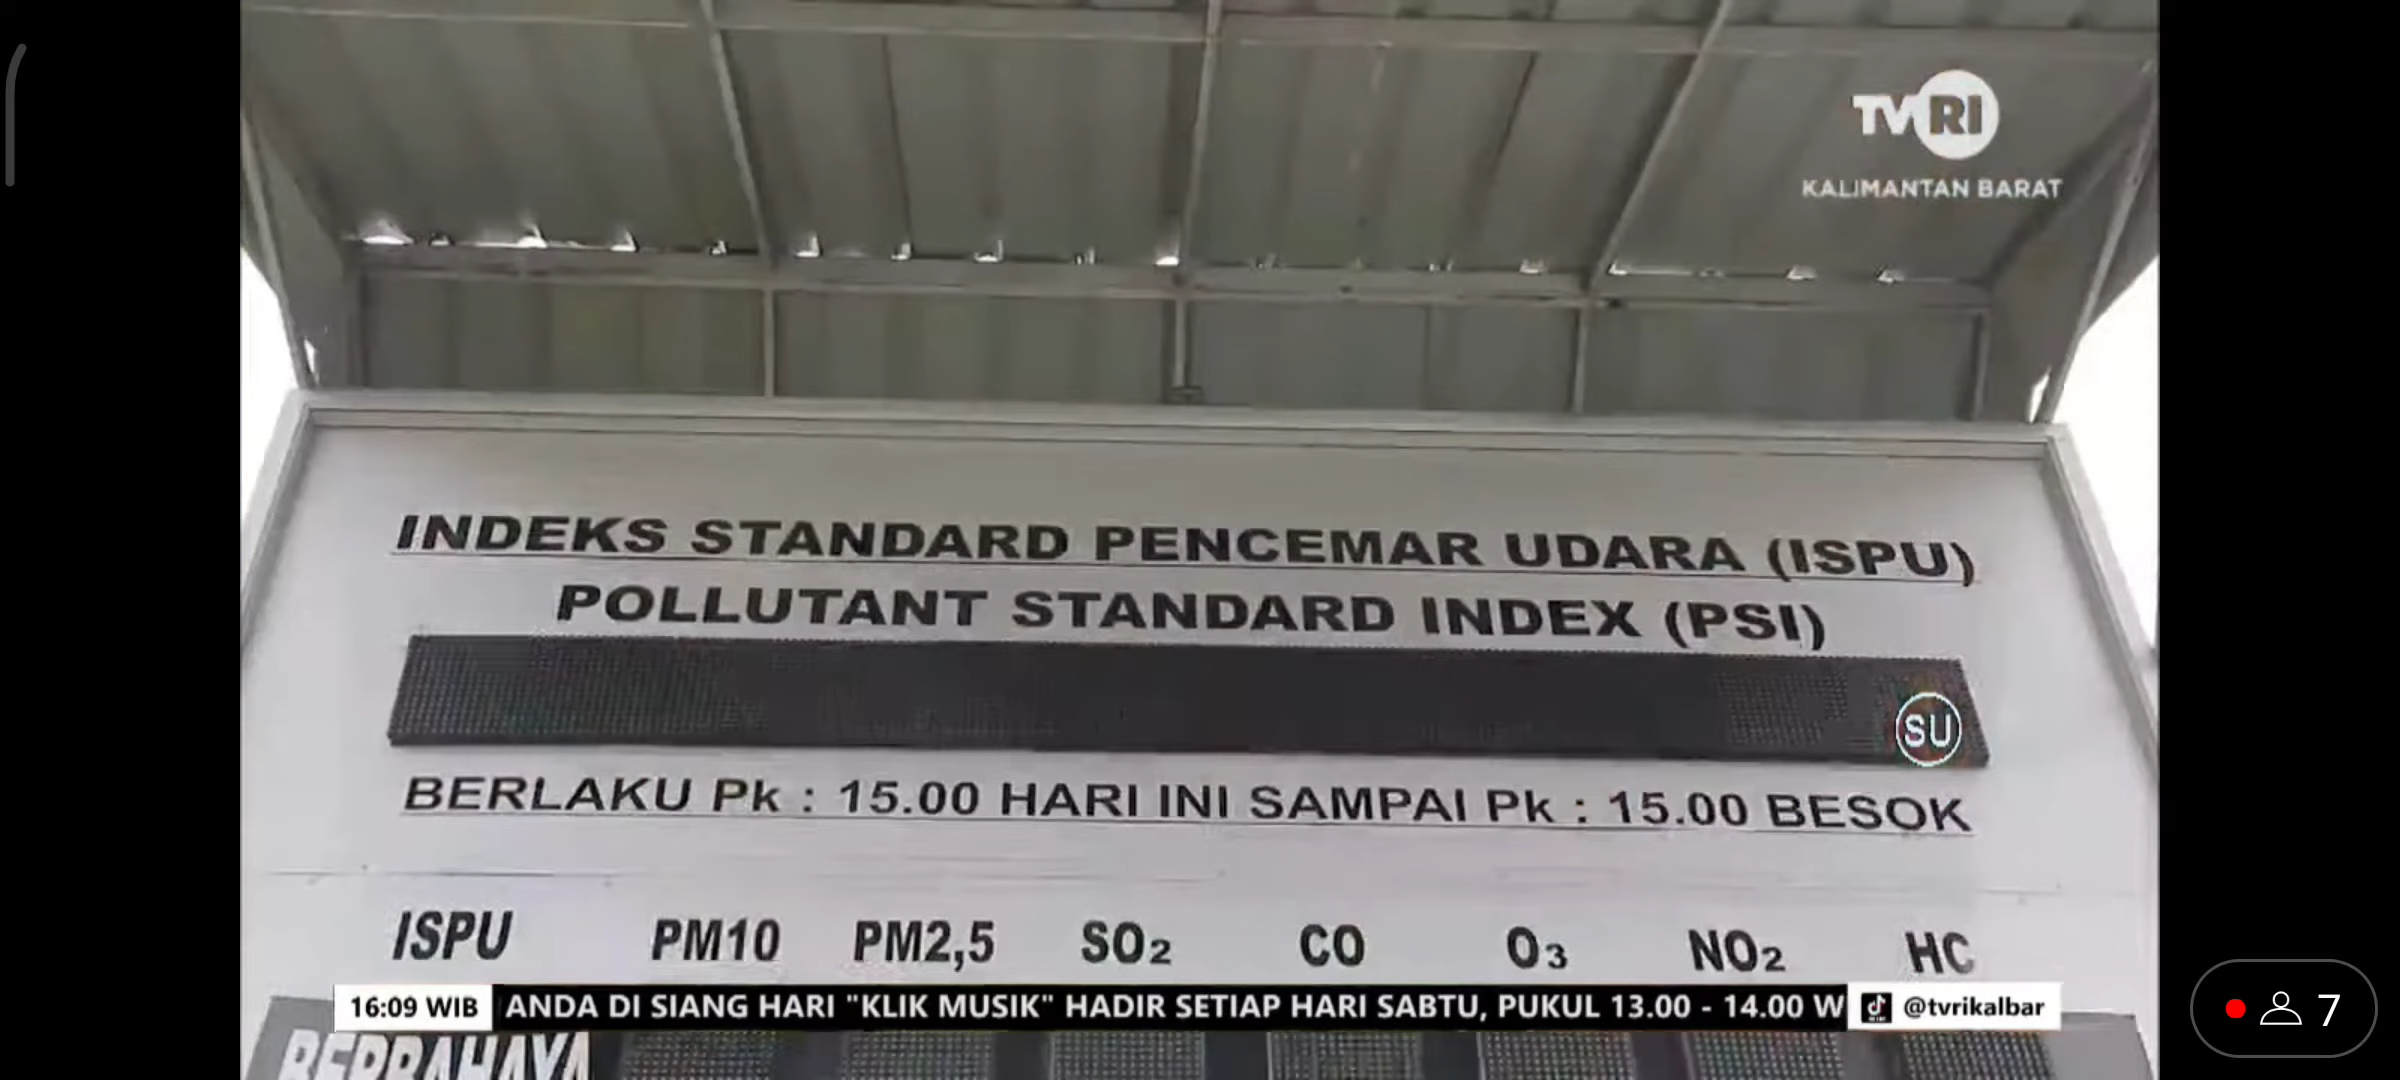 TVRI
KALIMANTAN BARAT
INDEKS STANDARD PENCEMAR UDARA (ISPU)
POLLUTANT STANDARD INDEX (PSI)
SU
BERLAKU Pk : 15.00 HARI INI SAMPAI Pk : 15.00 BESOK
ISPU PM10 PM2,5 SO₂ CO O₃ NO₂ HC
16:09 WIB ANDA DI SIANG HARI "KLIK MUSIK" HADIR SETIAP HARI SABTU, PUKUL 13.00 - 14.00 W @tvrikalbar
BERBAHAYA
7